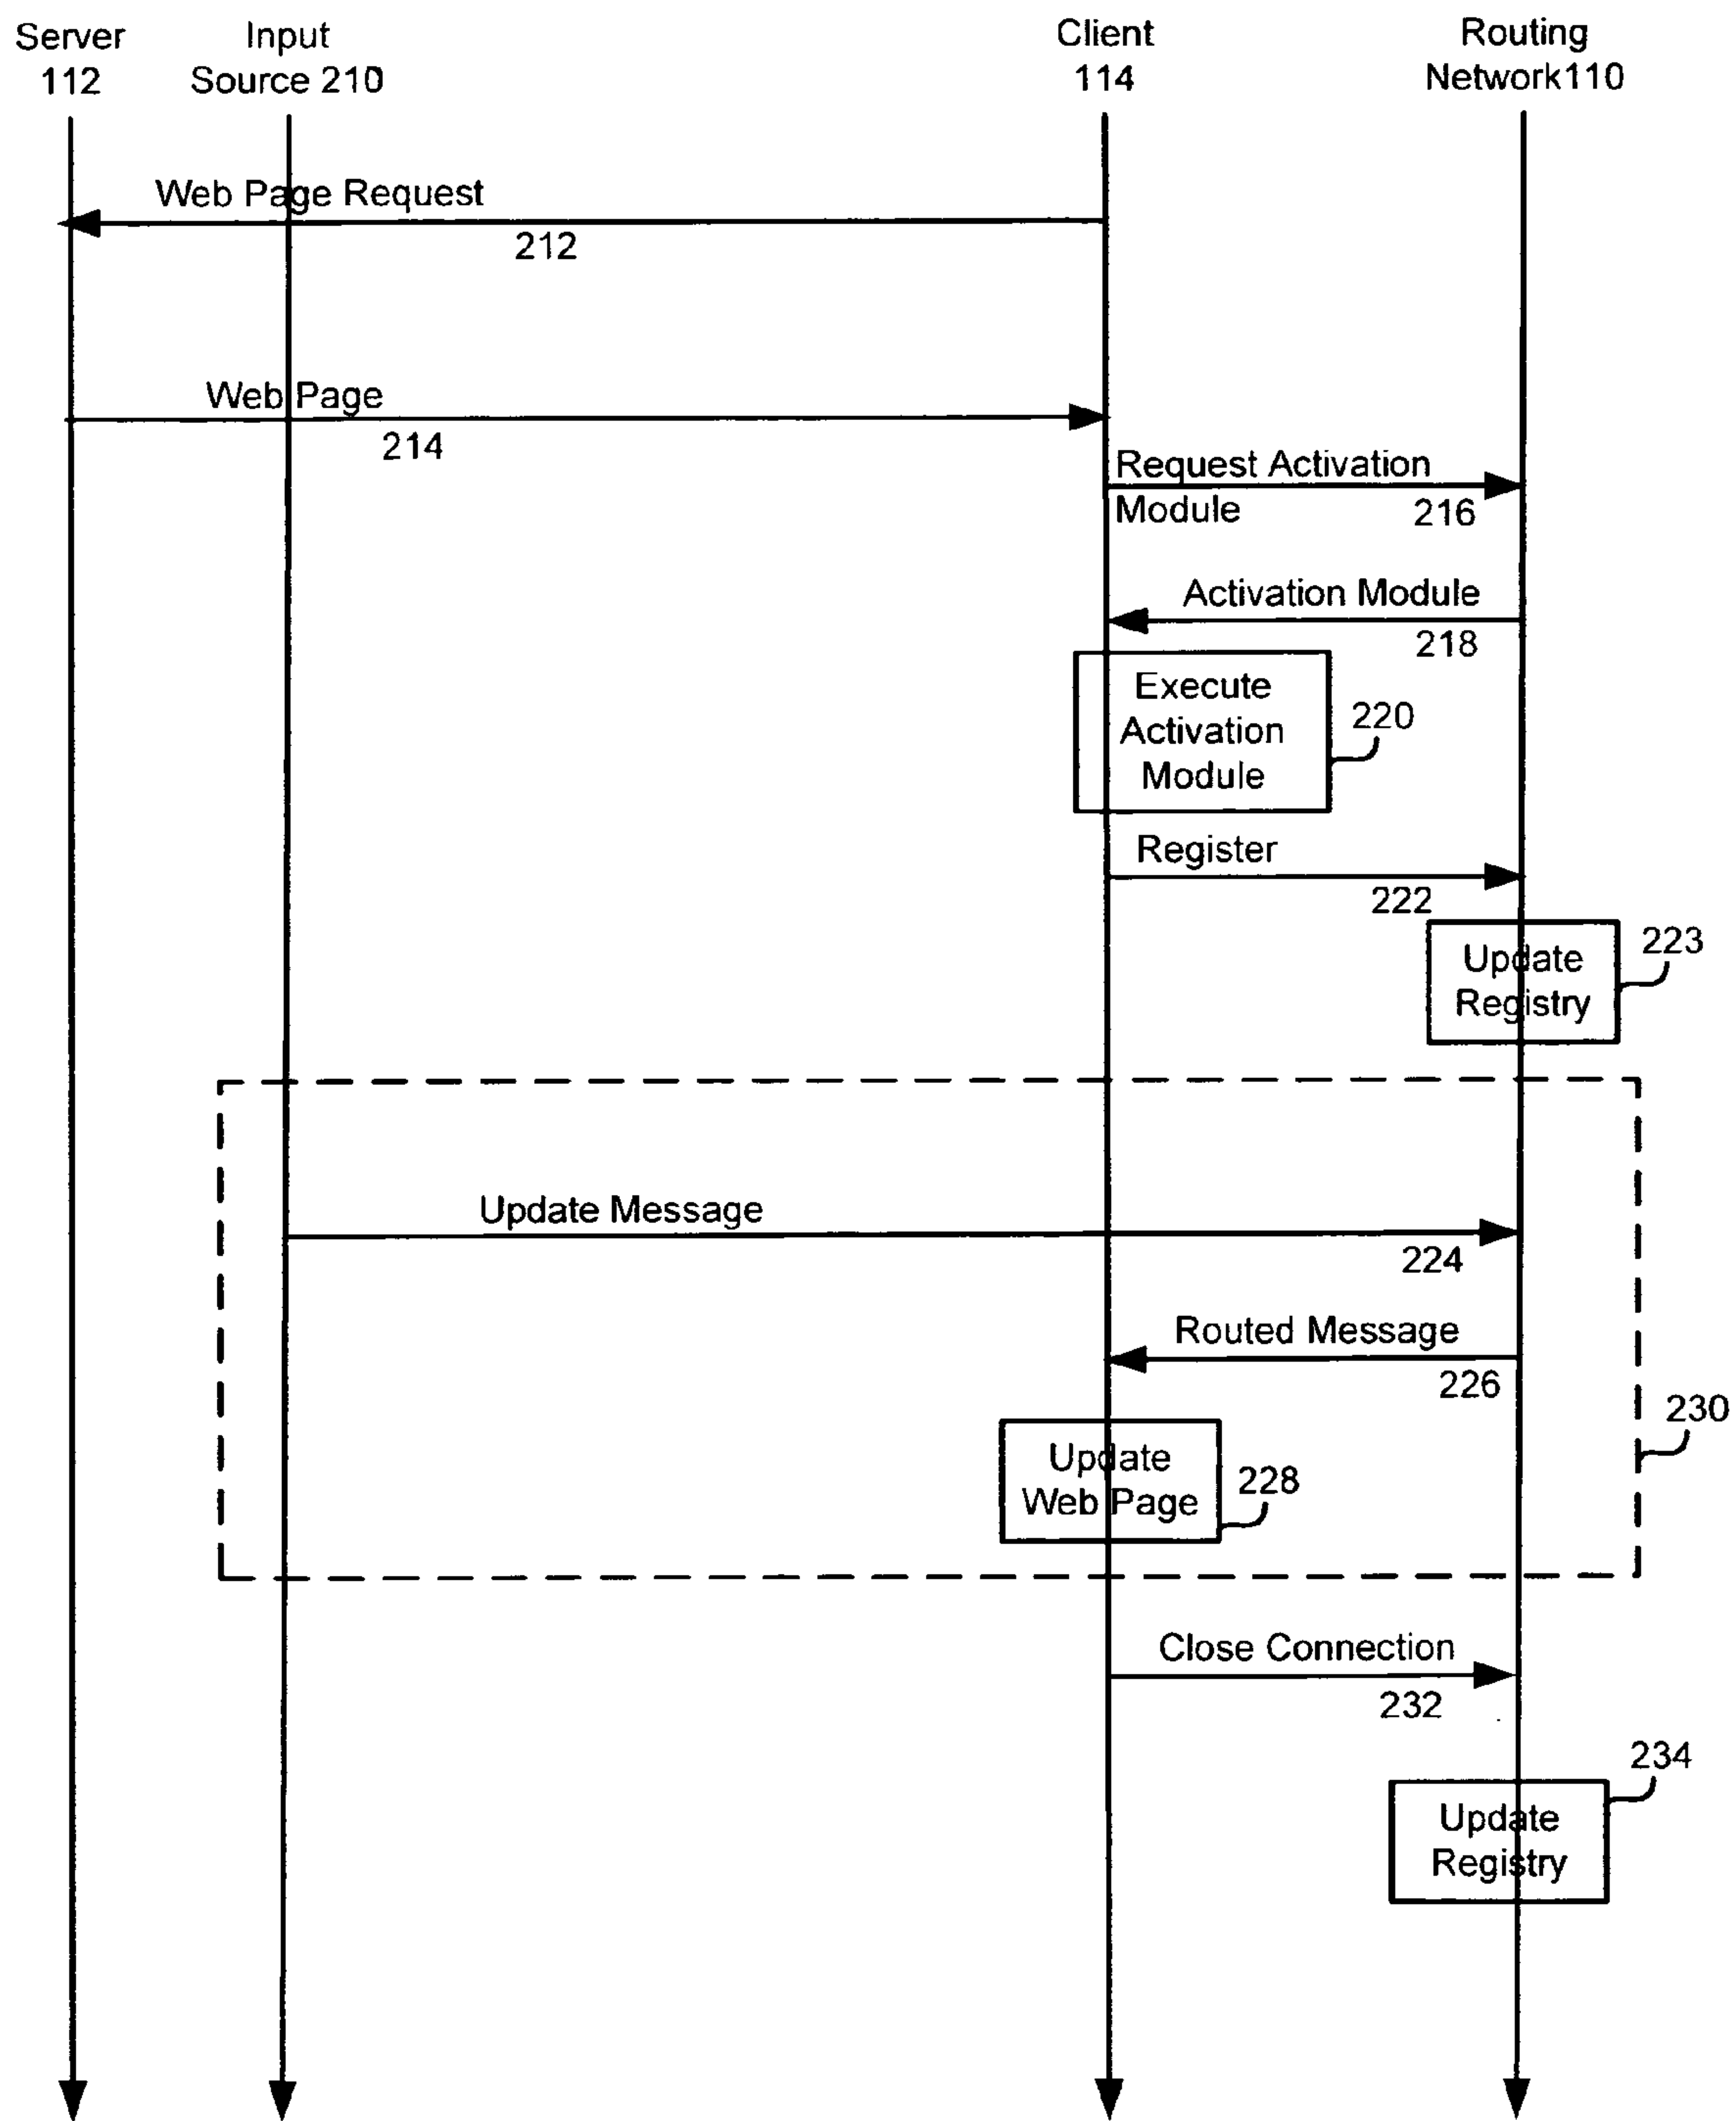 Server
112
Input
Source 210
Client
114
Routing
Network110
Web Page Request
212
Web Page
214
Request Activation
Module
216
Activation Module
218
Execute
Activation
Module
220
Register
222
Update
Registry
223
Update Message
224
Routed Message
226
Update
Web Page
228
230
Close Connection
232
234
Update
Registry